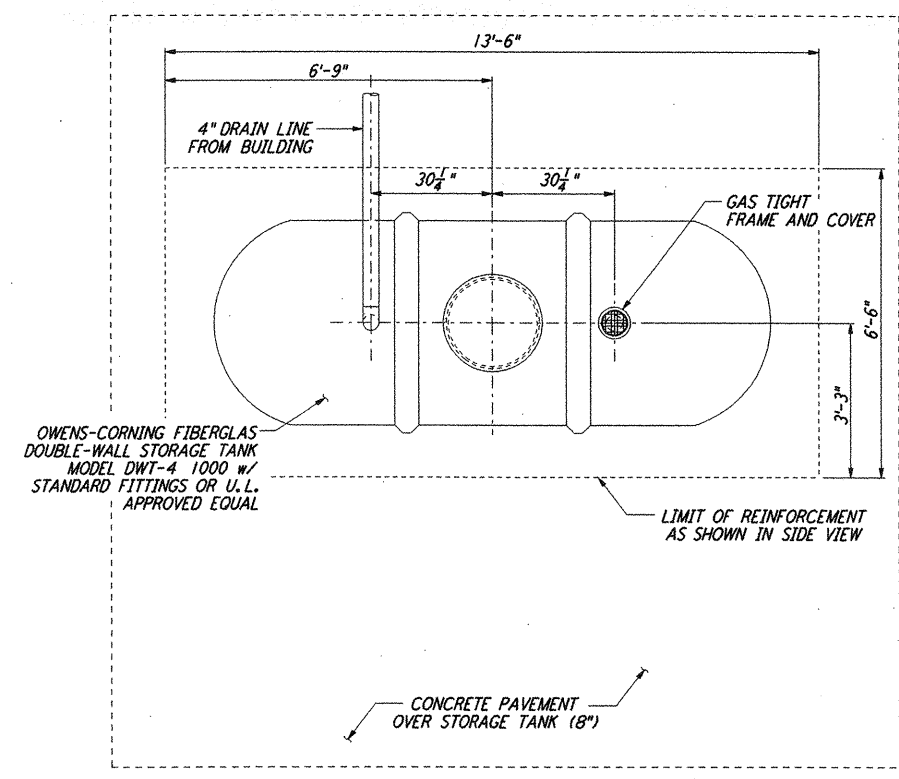 13'-6"
6'-9"
4" DRAIN LINE
FROM BUILDING
30 1/4 "
30 1/4 "
GAS TIGHT
FRAME AND COVER
6'-6"
3'-3"
OWENS-CORNING FIBERGLAS
DOUBLE-WALL STORAGE TANK
MODEL DWT-4 1000 w/
STANDARD FITTINGS OR U.L.
APPROVED EQUAL
LIMIT OF REINFORCEMENT
AS SHOWN IN SIDE VIEW
CONCRETE PAVEMENT
OVER STORAGE TANK (8")